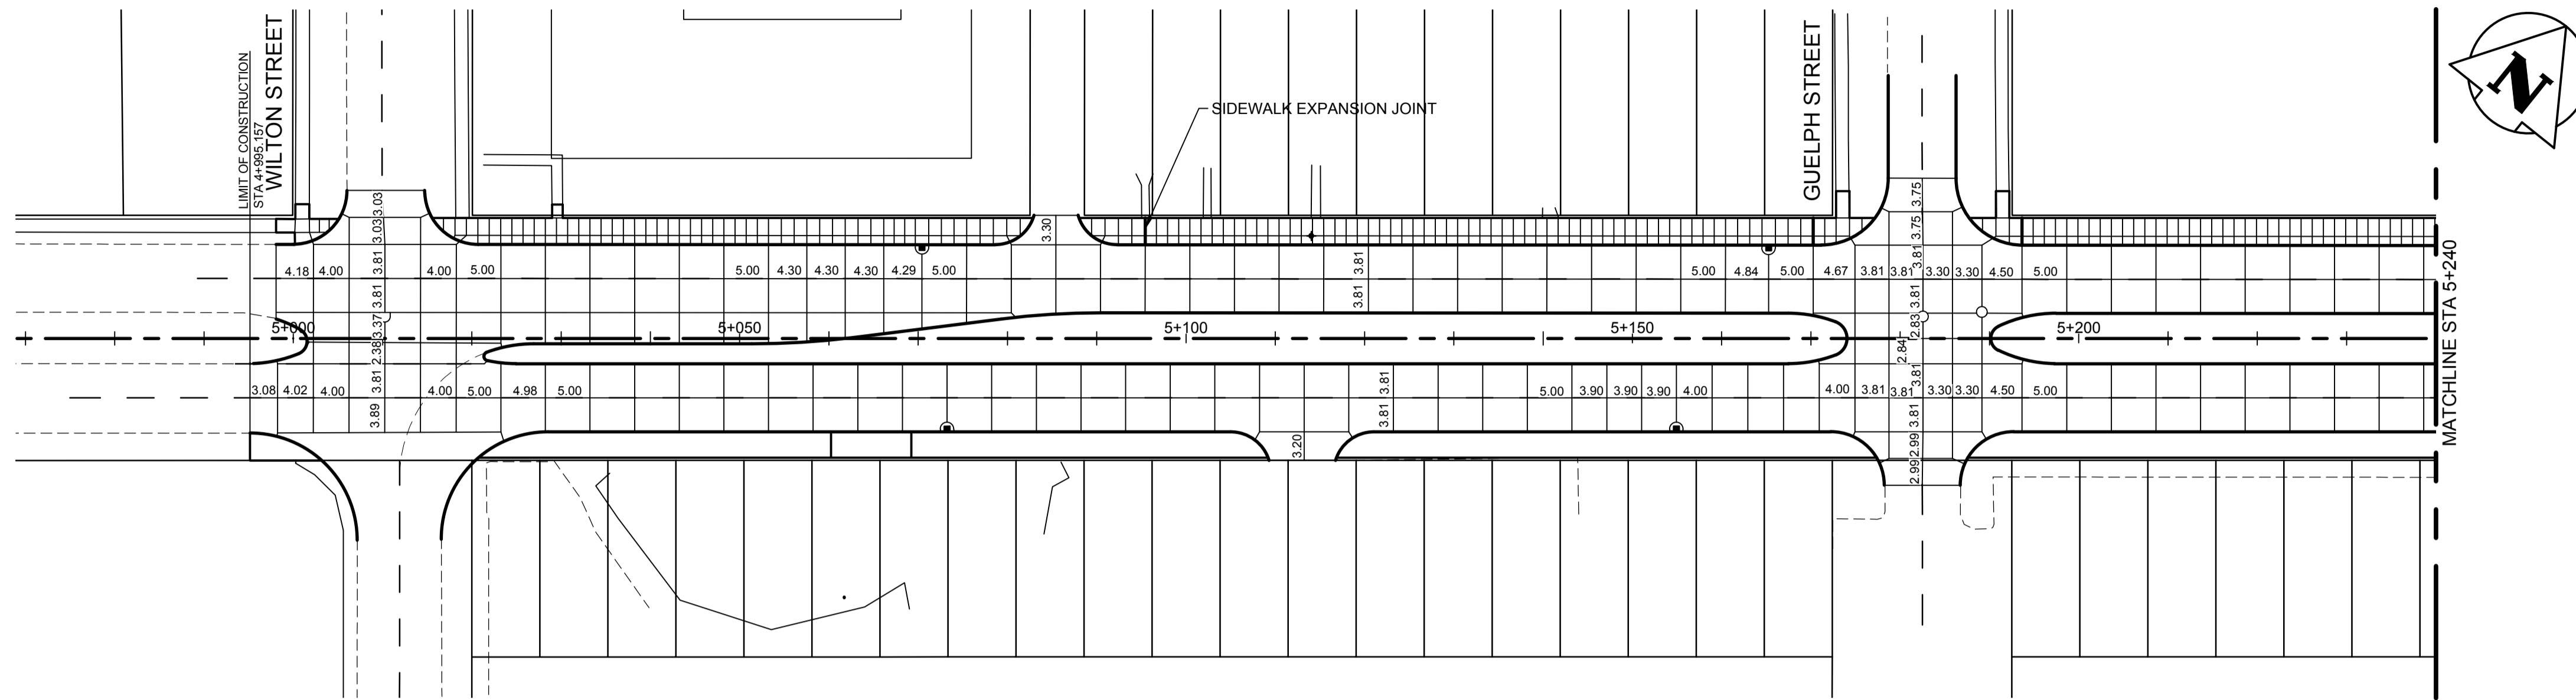 LIMIT OF CONSTRUCTION
STA 4+995.157
WILTON STREET
SIDEWALK EXPANSION JOINT
GUELPH STREET
N
MATCHLINE STA 5+240
3.03
3.03
3.81
3.81
3.37
2.38
3.81
3.89
3.30
3.81
3.81
3.75
3.75
3.81
3.81
2.83
2.84
3.81
3.81
2.99
2.99
4.18 4.00 4.00 5.00 5.00 4.30 4.30 4.30 4.29 5.00 5.00 4.84 5.00 4.67 3.81 3.81 3.30 3.30 4.50 5.00
5+000 5+050 5+100 5+150 5+200
3.08 4.02 4.00 4.00 5.00 4.98 5.00 5.00 3.90 3.90 3.90 4.00 4.00 3.81 3.81 3.30 3.30 4.50 5.00
3.81
3.81
3.20